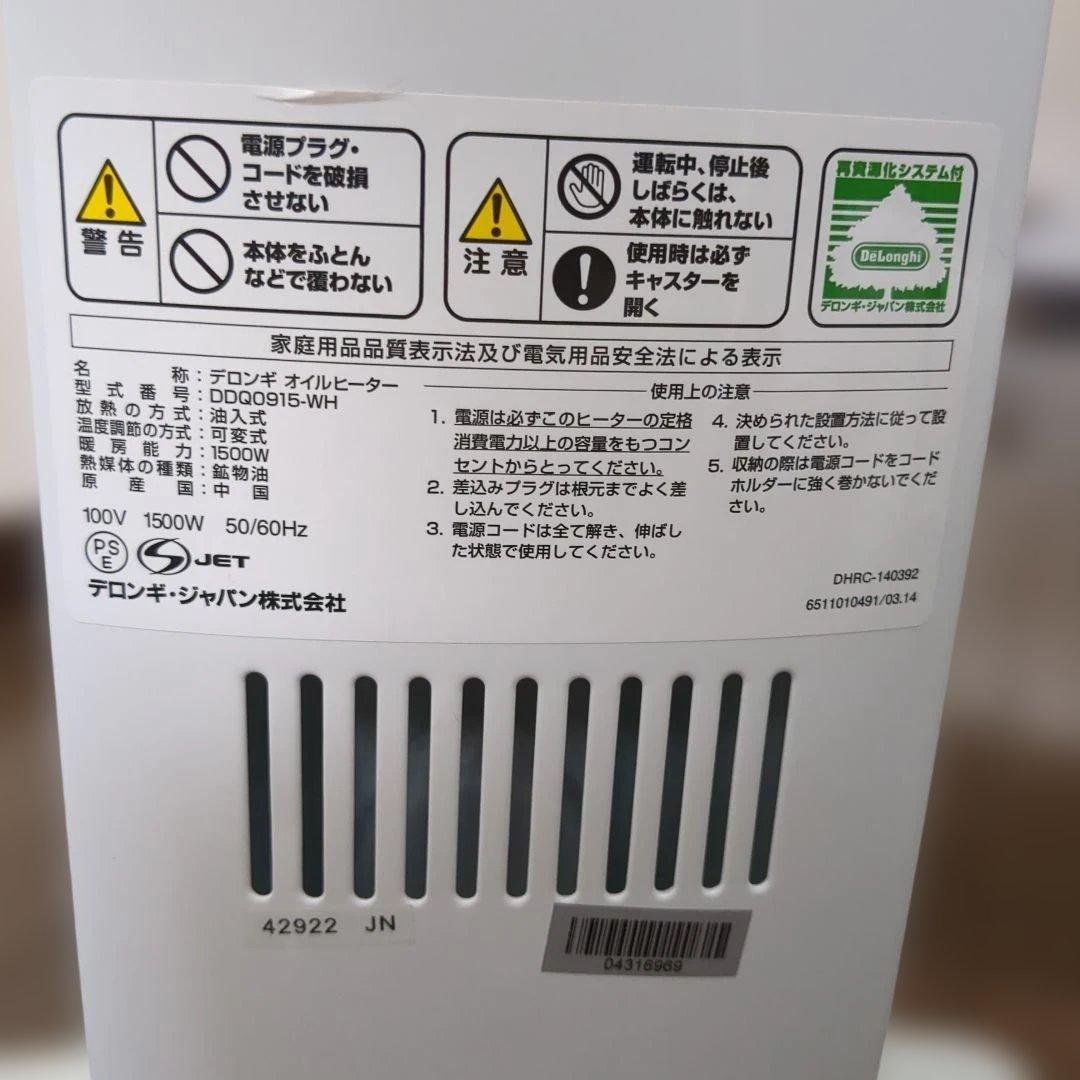 電源プラグ・
コードを破損
させない
警告
本体をふとん
などで覆わない
運転中、停止後
しばらくは、
本体に触れない
注意
使用時は必ず
キャスターを
開く
再資源化システム付
DeLonghi
デロンギ・ジャパン株式会社
家庭用品品質表示法及び電気用品安全法による表示
名称：デロンギ オイルヒーター
型式番号：DDQ0915-WH
放熱の方式：油入式
温度調節の方式：可変式
暖房能力：1500W
熱媒体の種類：鉱物油
原産国：中国
100V 1500W 50/60Hz
PSE
JET
デロンギ・ジャパン株式会社
使用上の注意
1. 電源は必ずこのヒーターの定格
消費電力以上の容量をもつコン
セントからとってください。
2. 差込みプラグは根元までよく差
し込んでください。
3. 電源コードは全て解き、伸ばし
た状態で使用してください。
4. 決められた設置方法に従って設
置してください。
5. 収納の際は電源コードをコード
ホルダーに強く巻かないでくだ
さい。
DHRC-140392
6511010491/03.14
42922 JN
04316969